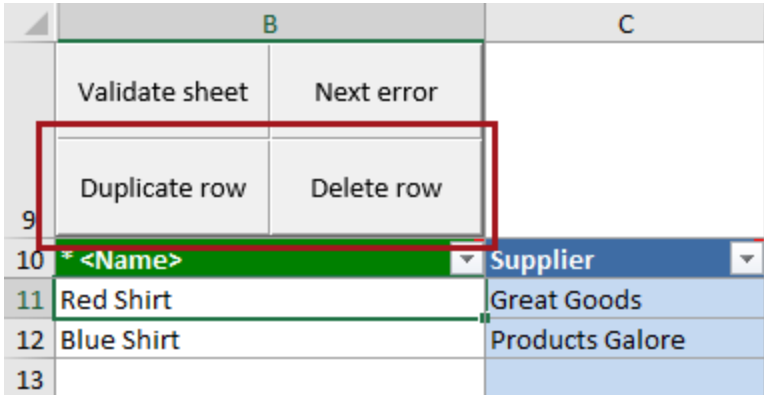 B C
Validate sheet Next error
Duplicate row Delete row
9
10 * <Name> Supplier
11 Red Shirt Great Goods
12 Blue Shirt Products Galore
13